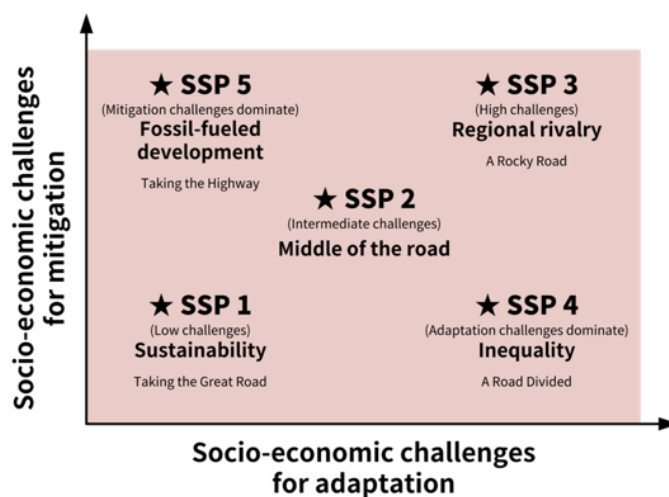 Socio-economic challenges
for mitigation
★ SSP 5
(Mitigation challenges dominate)
Fossil-fueled
development
Taking the Highway
★ SSP 3
(High challenges)
Regional rivalry
A Rocky Road
★ SSP 2
(Intermediate challenges)
Middle of the road
★ SSP 1
(Low challenges)
Sustainability
Taking the Great Road
★ SSP 4
(Adaptation challenges dominate)
Inequality
A Road Divided
Socio-economic challenges
for adaptation